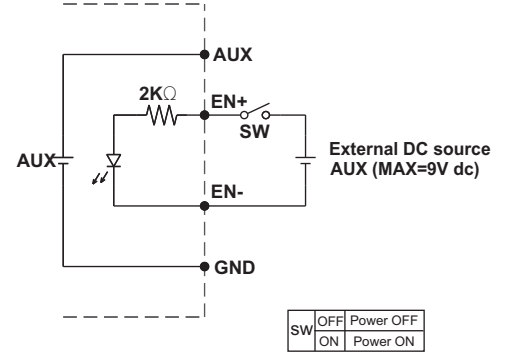 AUX
2KΩ
EN+
SW
AUX
External DC source
AUX (MAX=9V dc)
EN-
GND
SW
OFF Power OFF
ON Power ON